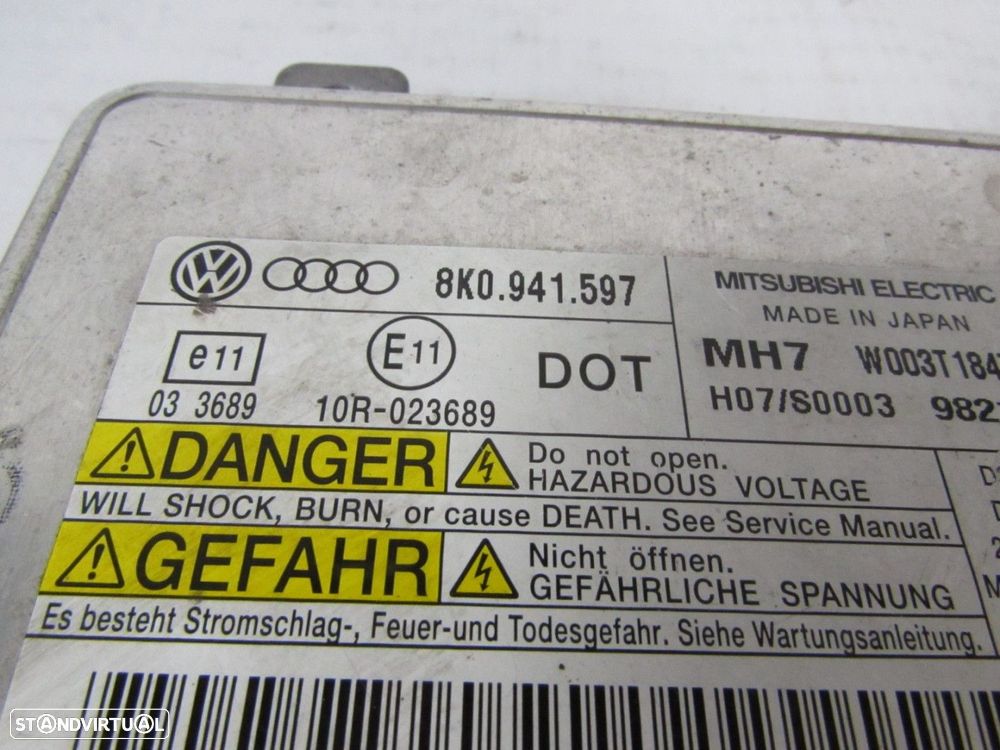 8K0.941.597
MITSUBISHI ELECTRIC
MADE IN JAPAN
e11
E11
DOT
MH7 W003T184
03 3689
10R-023689
H07/S0003 982
DANGER
Do not open.
HAZARDOUS VOLTAGE
WILL SHOCK, BURN, or cause DEATH. See Service Manual.
GEFAHR
Nicht öffnen.
GEFÄHRLICHE SPANNUNG
Es besteht Stromschlag-, Feuer-und Todesgefahr. Siehe Wartungsanleitung.
STANDVIRTUAL